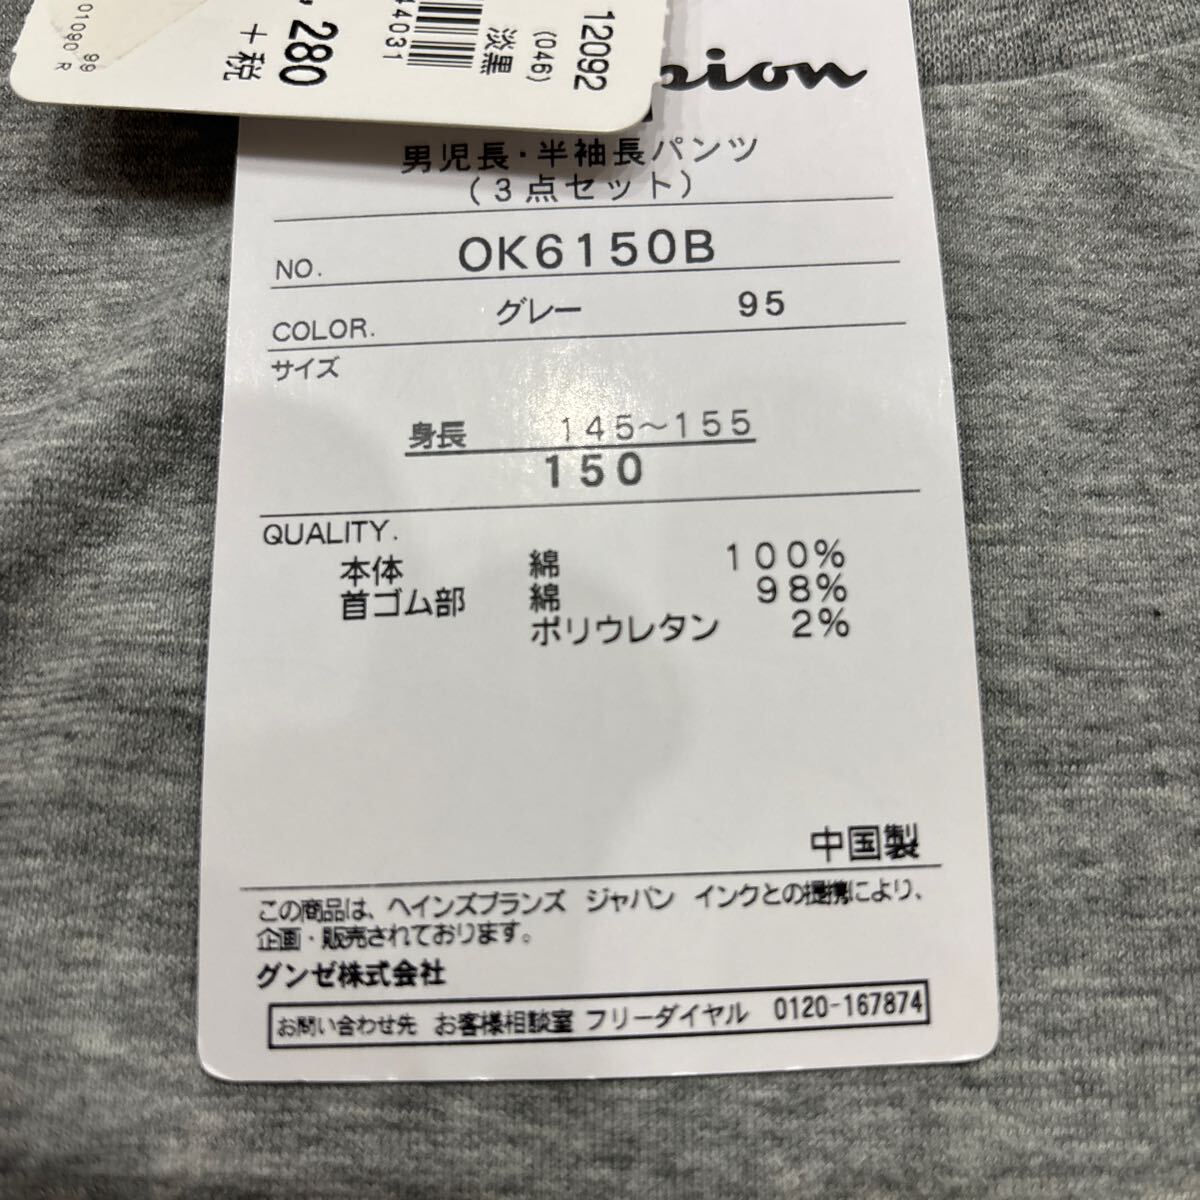 12092
(046)
淡黒
44031
280
+税
99
01090 R
pion
男児長・半袖長パンツ
(3点セット)
NO. OK6150B
COLOR. グレー 95
サイズ
身長 145~155
150
QUALITY.
本体 綿 100%
首ゴム部 綿 98%
ポリウレタン 2%
中国製
この商品は、ヘインズブランズ ジャパン インクとの提携により、
企画・販売されております。
グンゼ株式会社
お問い合わせ先 お客様相談室 フリーダイヤル 0120-167874